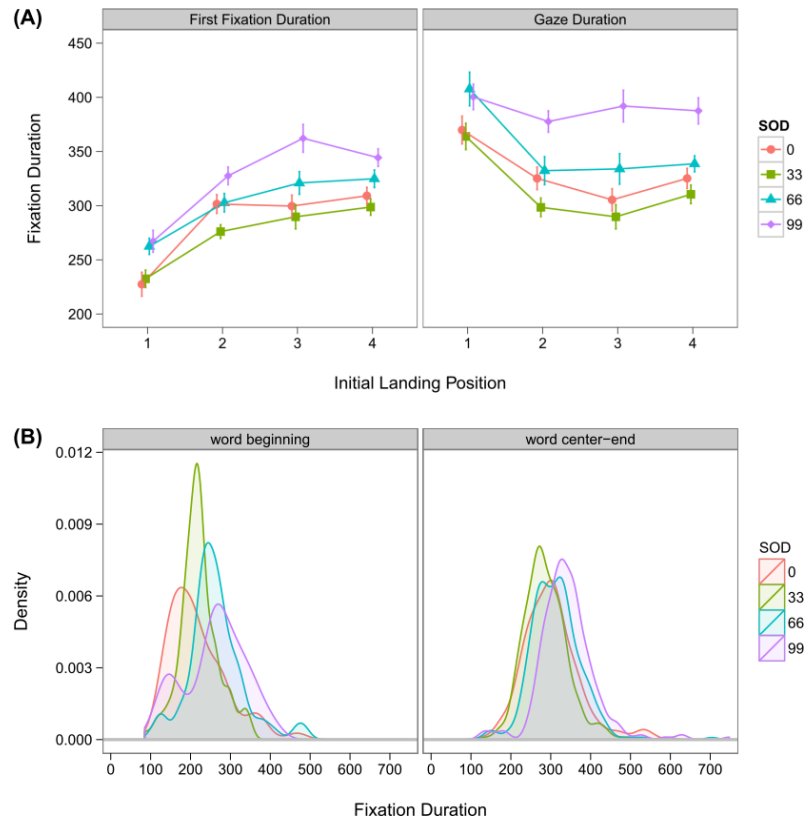 (A)
First Fixation Duration
Gaze Duration
450
400
350
300
250
200
Fixation Duration
1 2 3 4
1 2 3 4
Initial Landing Position
SOD
0
33
66
99
(B)
word beginning
word center−end
0.012
0.009
0.006
0.003
0.000
Density
0 100 200 300 400 500 600 700
0 100 200 300 400 500 600 700
Fixation Duration
SOD
0
33
66
99